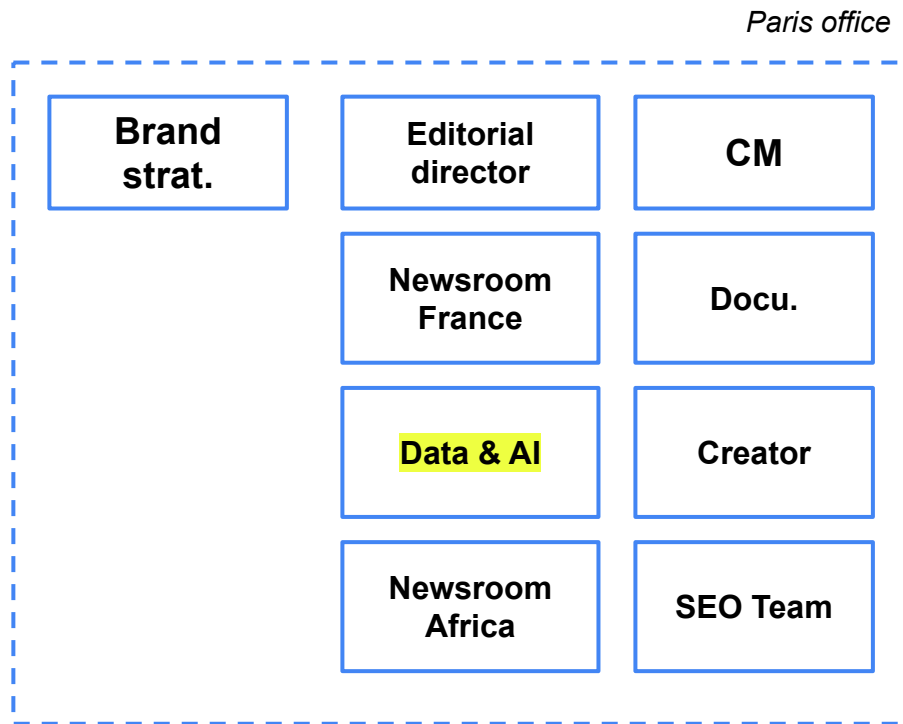 Paris office
Brand
strat.
Editorial
director
CM
Newsroom
France
Docu.
Data & AI
Creator
Newsroom
Africa
SEO Team